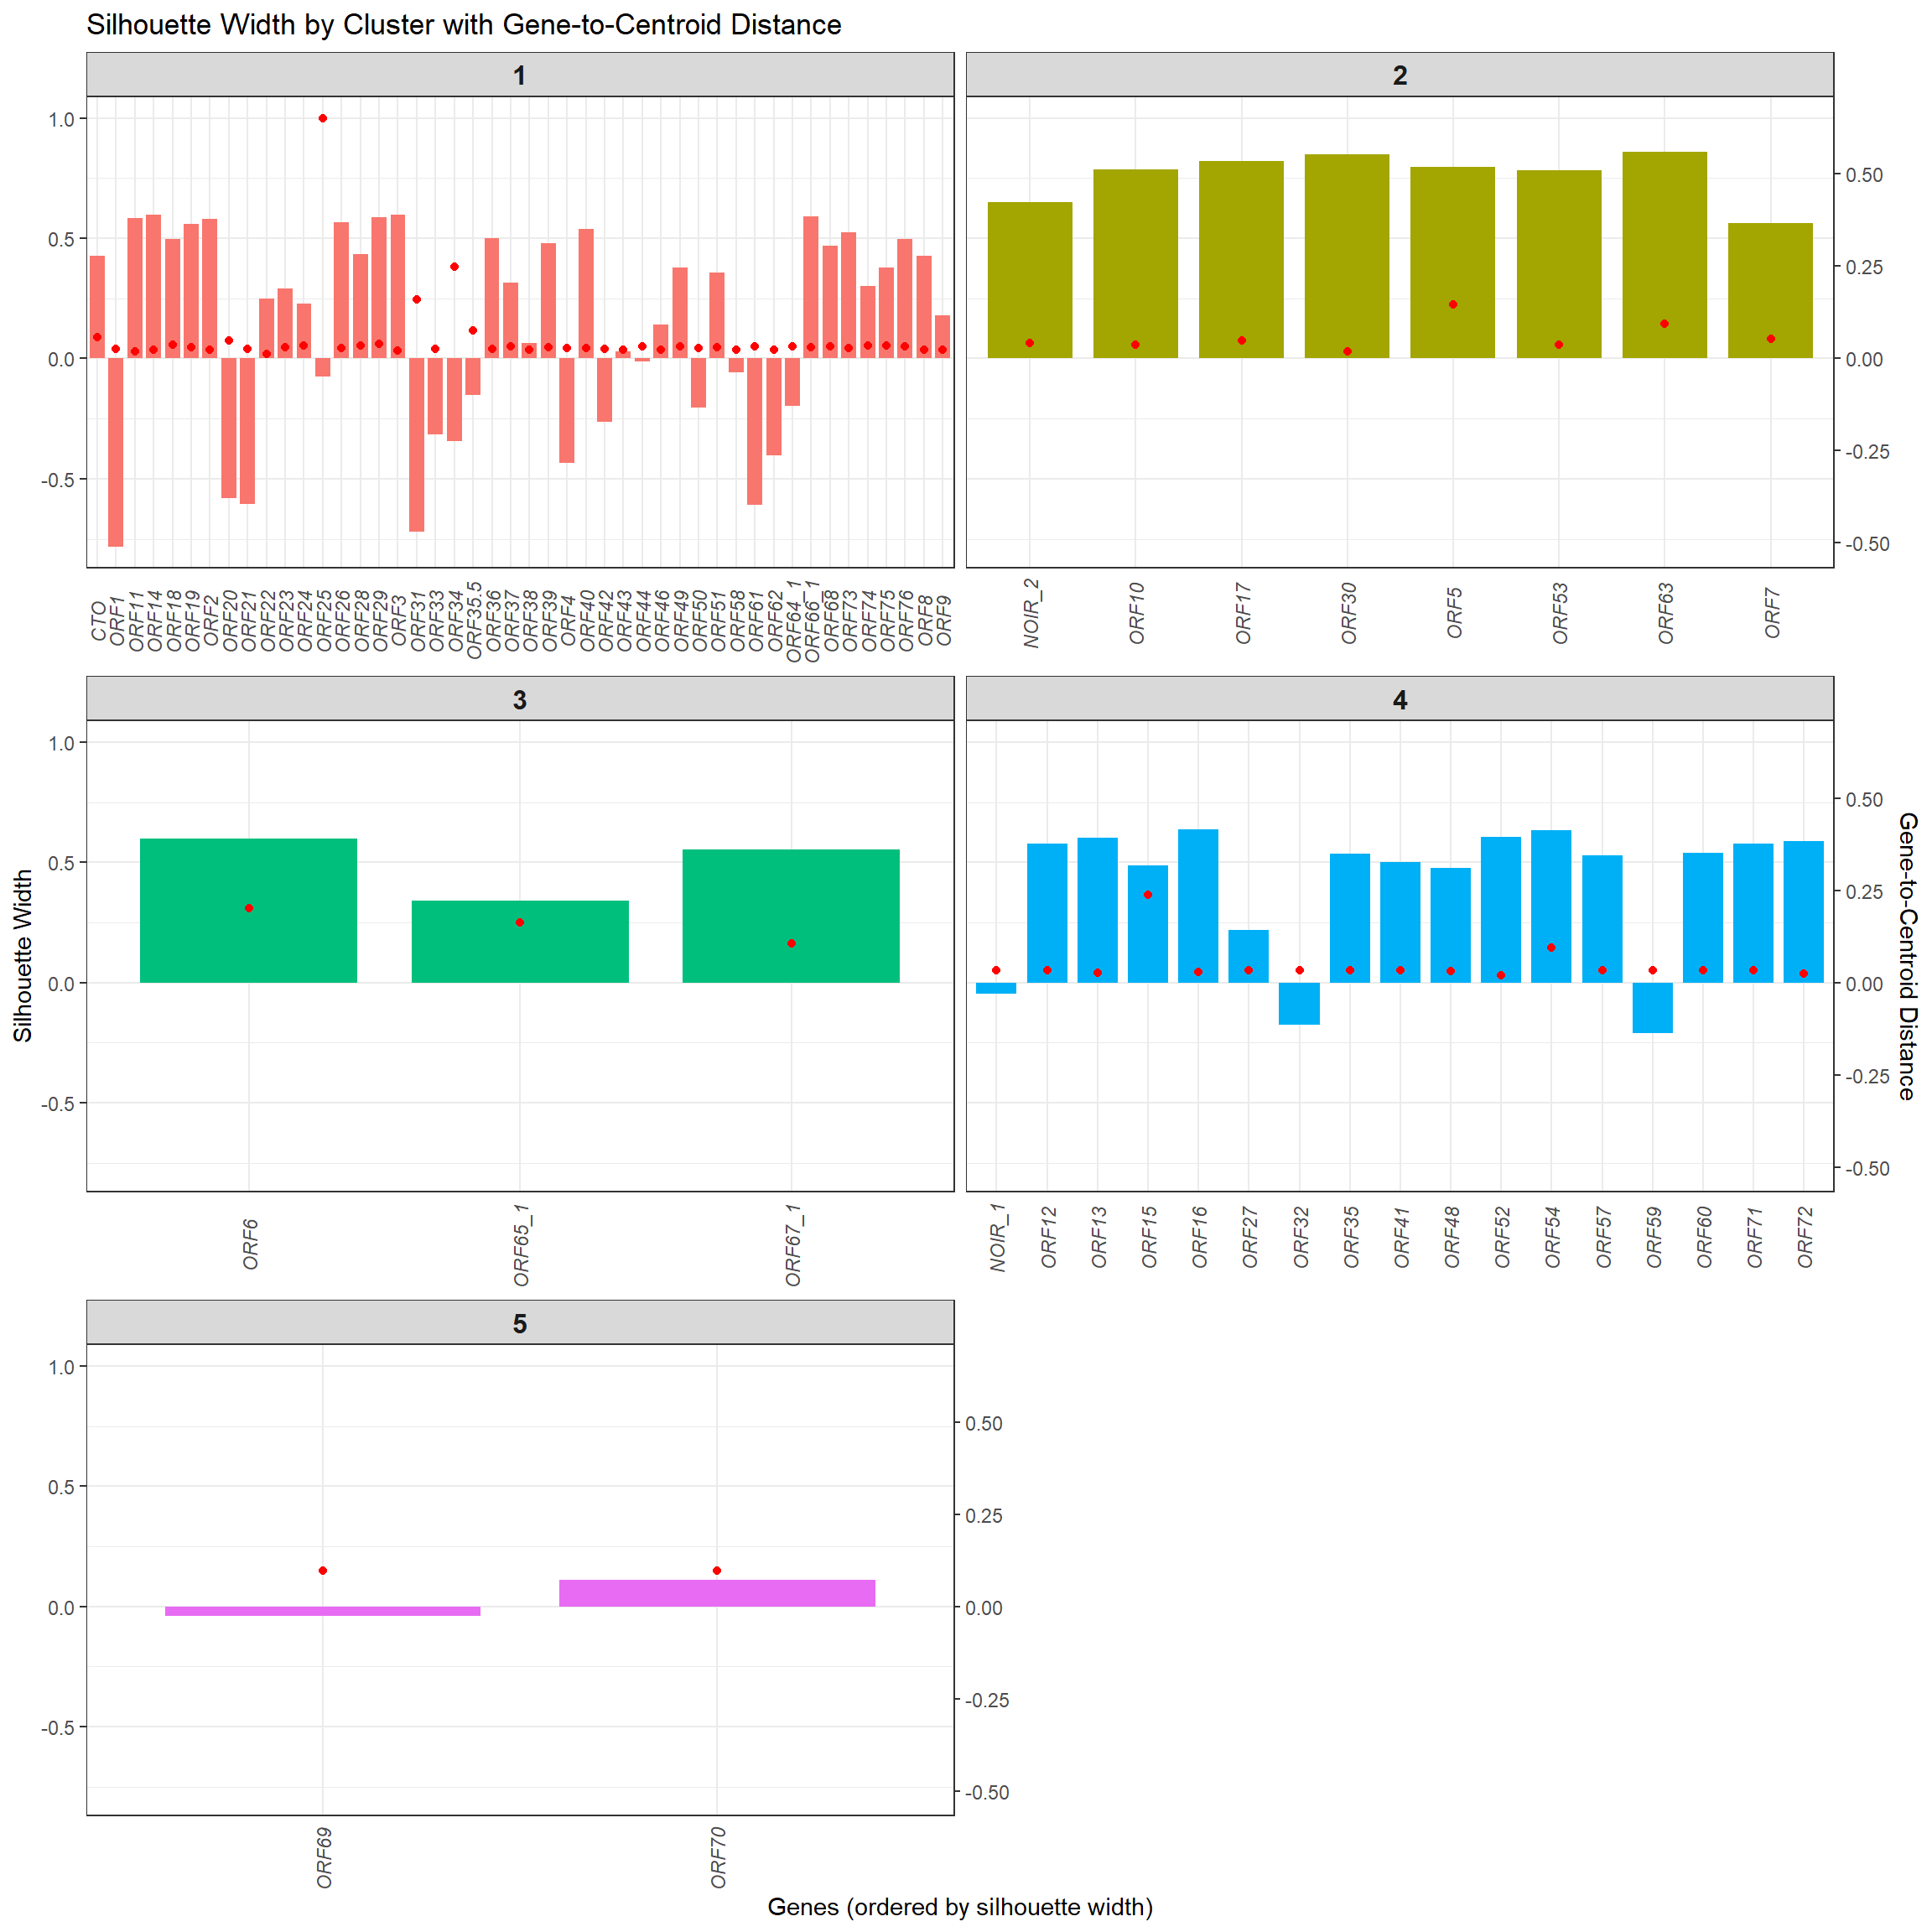 Silhouette Width by Cluster with Gene-to-Centroid Distance
1
2
1.0
0.5
0.0
-0.5
0.50
0.25
0.00
-0.25
-0.50
CTO
ORF1
ORF11
ORF14
ORF18
ORF19
ORF2
ORF20
ORF21
ORF22
ORF23
ORF24
ORF25
ORF26
ORF28
ORF29
ORF3
ORF31
ORF33
ORF34
ORF35.5
ORF36
ORF37
ORF38
ORF39
ORF4
ORF40
ORF42
ORF43
ORF44
ORF46
ORF49
ORF50
ORF51
ORF58
ORF61
ORF62
ORF64_1
ORF66_1
ORF68
ORF73
ORF74
ORF75
ORF76
ORF8
ORF9
NOIR_2
ORF10
ORF17
ORF30
ORF5
ORF53
ORF63
ORF7
3
4
1.0
0.5
0.0
-0.5
0.50
0.25
0.00
-0.25
-0.50
Silhouette Width
Gene-to-Centroid Distance
ORF6
ORF65_1
ORF67_1
NOIR_1
ORF12
ORF13
ORF15
ORF16
ORF27
ORF32
ORF35
ORF41
ORF48
ORF52
ORF54
ORF57
ORF59
ORF60
ORF71
ORF72
5
1.0
0.5
0.0
-0.5
0.50
0.25
0.00
-0.25
-0.50
ORF69
ORF70
Genes (ordered by silhouette width)